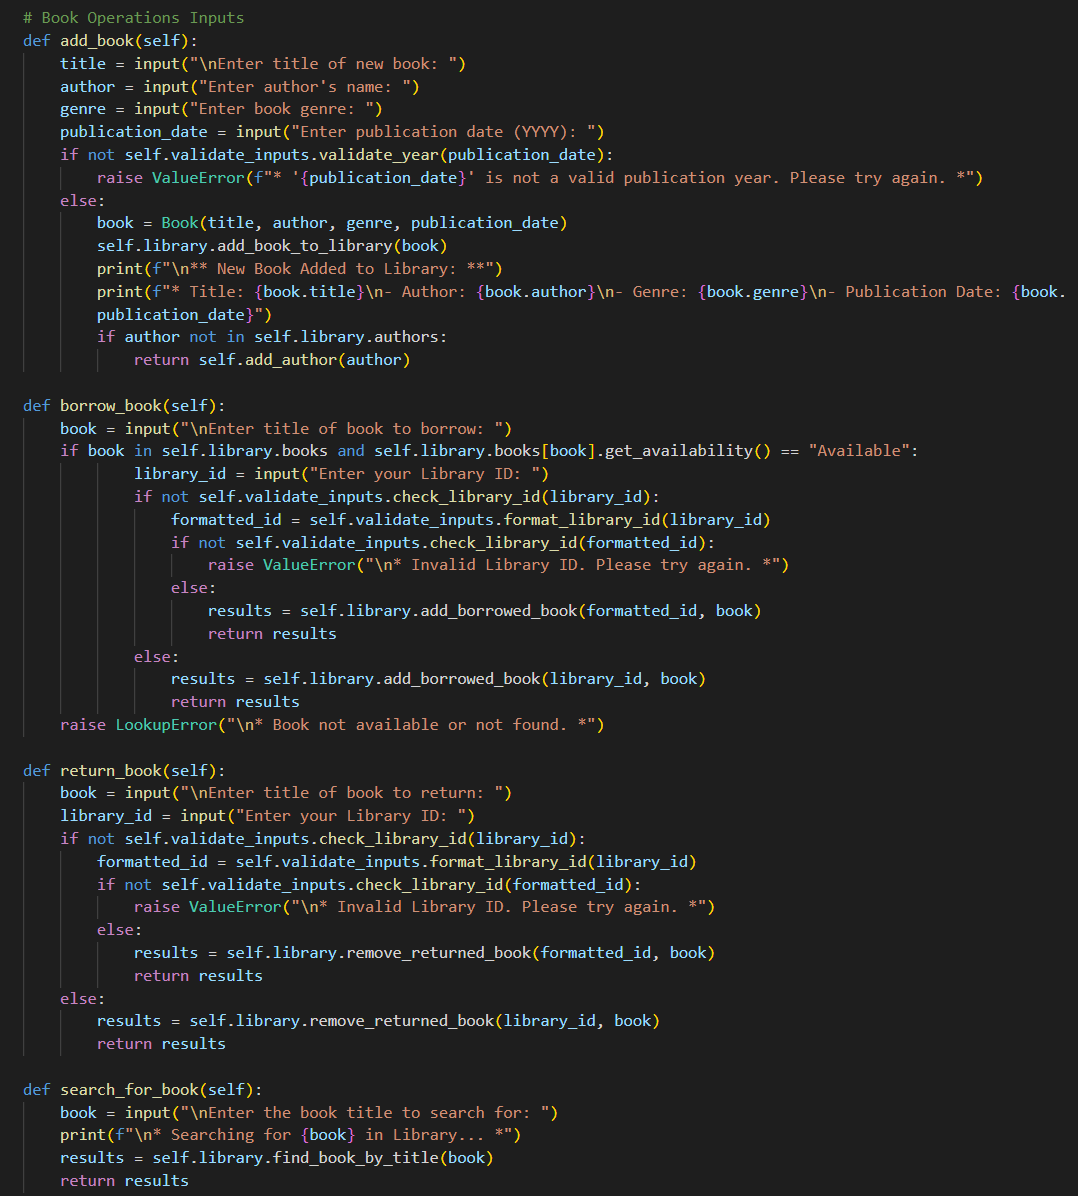 # Book Operations Inputs
def add_book(self):
    title = input("\nEnter title of new book: ")
    author = input("Enter author's name: ")
    genre = input("Enter book genre: ")
    publication_date = input("Enter publication date (YYYY): ")
    if not self.validate_inputs.validate_year(publication_date):
        raise ValueError(f"* '{publication_date}' is not a valid publication year. Please try again. *")
    else:
        book = Book(title, author, genre, publication_date)
        self.library.add_book_to_library(book)
        print(f"\n** New Book Added to Library: **")
        print(f"* Title: {book.title}\n- Author: {book.author}\n- Genre: {book.genre}\n- Publication Date: {book.
        publication_date}")
        if author not in self.library.authors:
            return self.add_author(author)

def borrow_book(self):
    book = input("\nEnter title of book to borrow: ")
    if book in self.library.books and self.library.books[book].get_availability() == "Available":
            library_id = input("Enter your Library ID: ")
            if not self.validate_inputs.check_library_id(library_id):
                formatted_id = self.validate_inputs.format_library_id(library_id)
                if not self.validate_inputs.check_library_id(formatted_id):
                    raise ValueError("\n* Invalid Library ID. Please try again. *")
                else:
                    results = self.library.add_borrowed_book(formatted_id, book)
                    return results
            else:
                results = self.library.add_borrowed_book(library_id, book)
                return results
    raise LookupError("\n* Book not available or not found. *")

def return_book(self):
    book = input("\nEnter title of book to return: ")
    library_id = input("Enter your Library ID: ")
    if not self.validate_inputs.check_library_id(library_id):
        formatted_id = self.validate_inputs.format_library_id(library_id)
        if not self.validate_inputs.check_library_id(formatted_id):
            raise ValueError("\n* Invalid Library ID. Please try again. *")
        else:
            results = self.library.remove_returned_book(formatted_id, book)
            return results
    else:
        results = self.library.remove_returned_book(library_id, book)
        return results

def search_for_book(self):
    book = input("\nEnter the book title to search for: ")
    print(f"\n* Searching for {book} in Library... *")
    results = self.library.find_book_by_title(book)
    return results